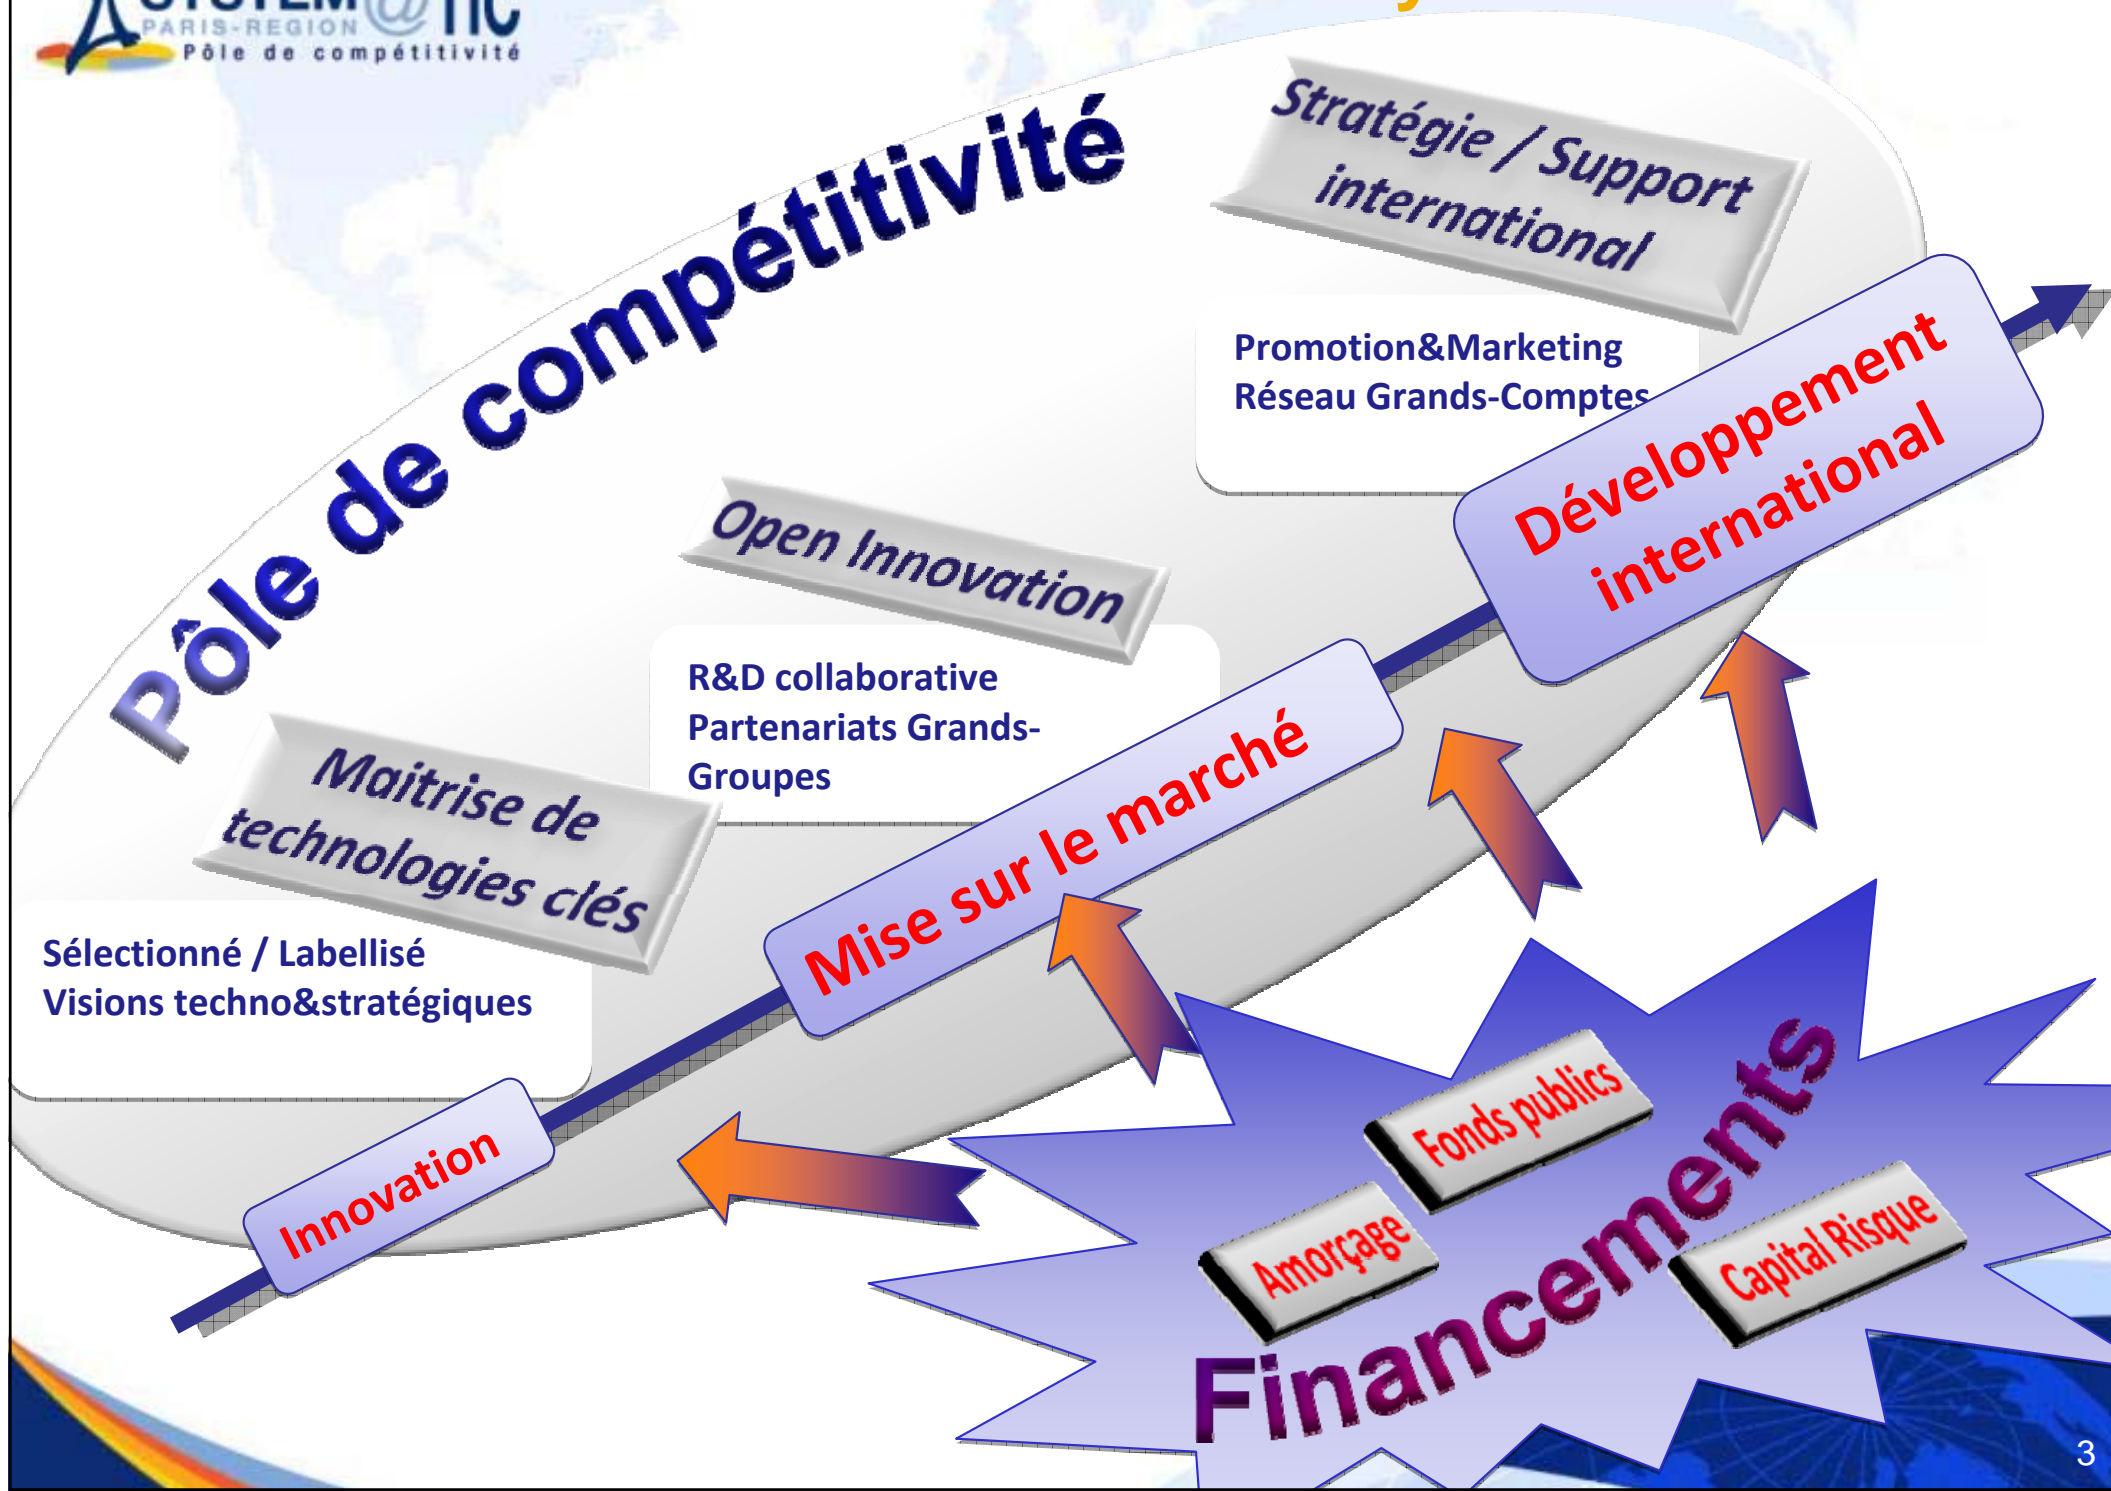 SYSTEM@TIC
PARIS-REGION
Pôle de compétitivité
Pôle de compétitivité
Stratégie / Support
international
Promotion&Marketing
Réseau Grands-Comptes
Développement
international
Open Innovation
R&D collaborative
Partenariats Grands-
Groupes
Mise sur le marché
Maitrise de
technologies clés
Sélectionné / Labellisé
Visions techno&stratégiques
Innovation
Fonds publics
Amorçage
Capital Risque
Financements
3